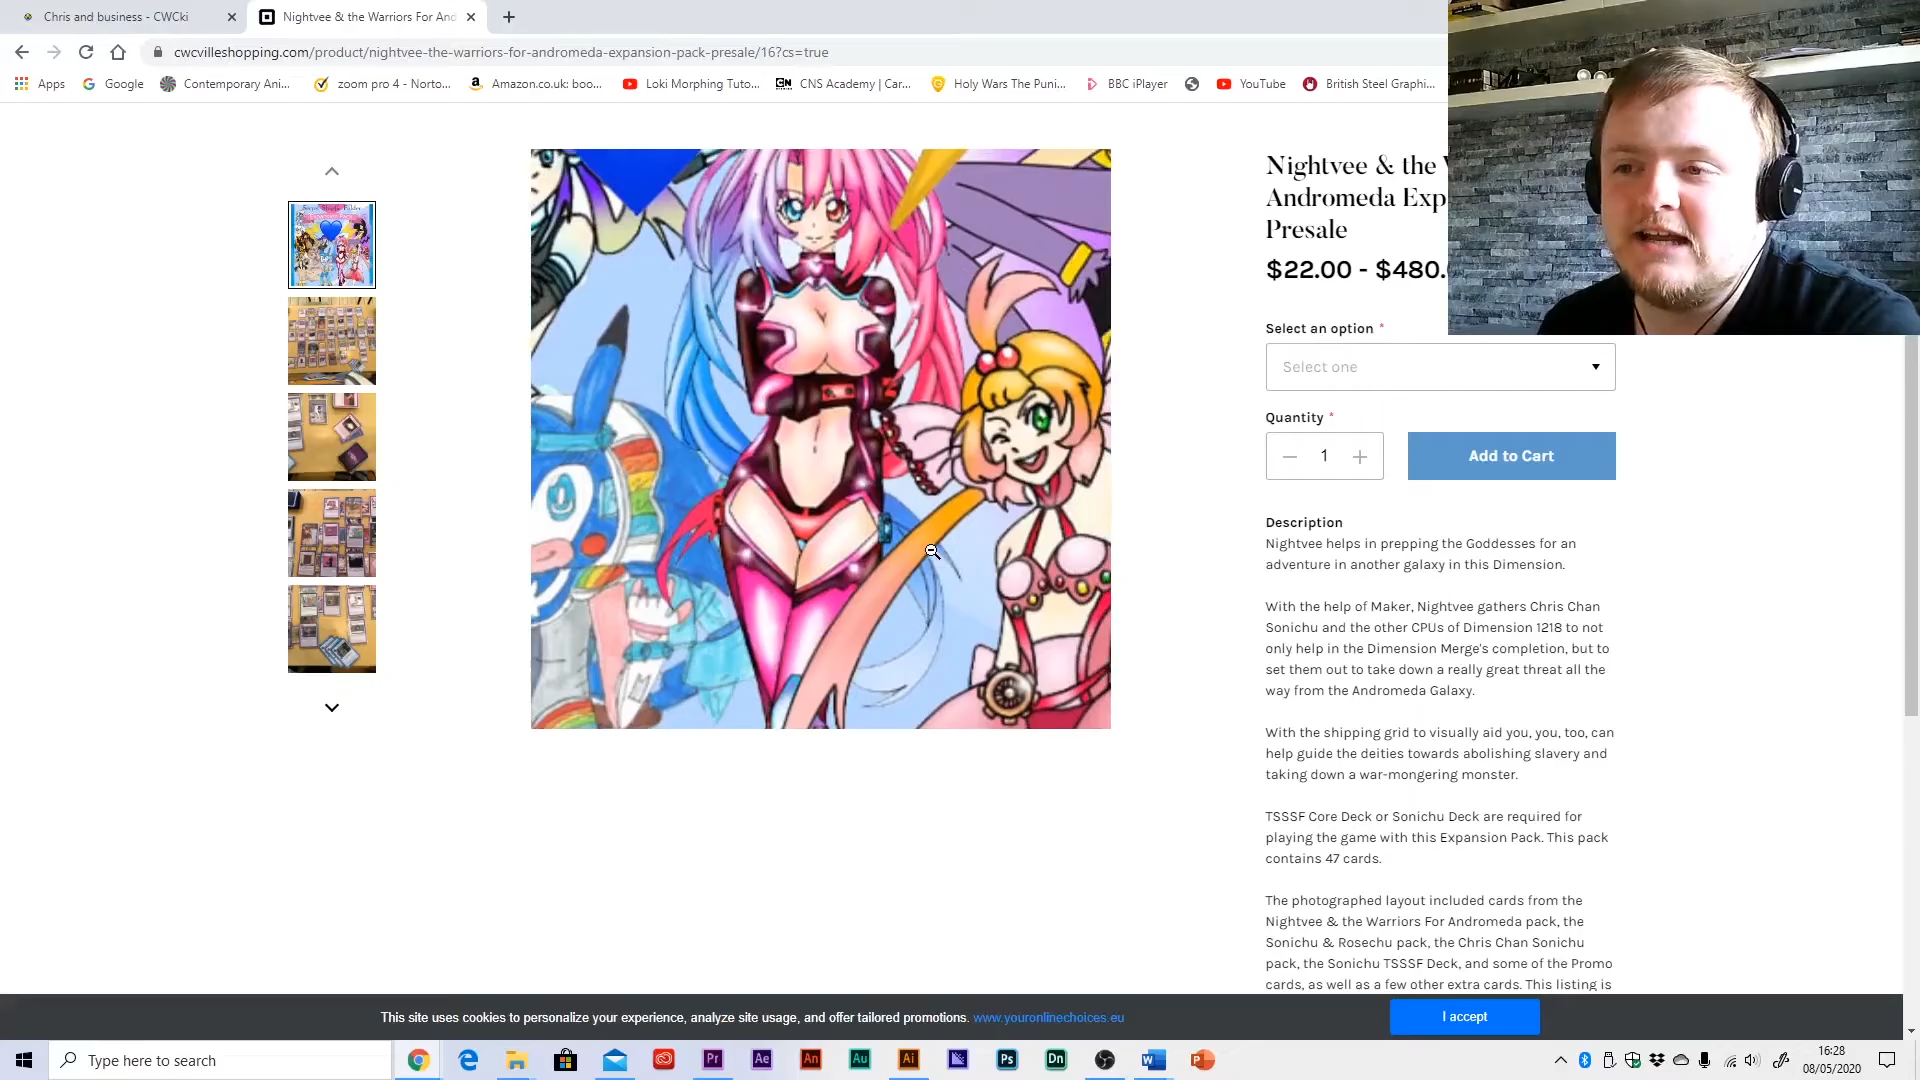 Chris and business - CWCki
Nightvee & the Warriors For And
cwcvilleshopping.com/product/nightvee-the-warriors-for-andromeda-expansion-pack-presale/16?cs=true
Apps
Google
Contemporary Ani...
zoom pro 4 - Norto...
Amazon.co.uk: boo...
Loki Morphing Tuto...
CNS Academy | Car...
Holy Wars The Puni...
BBC iPlayer
YouTube
British Steel Graphi...
Nightvee & the
Andromeda Exp
Presale
$22.00 - $480.
Select an option *
Select one
Quantity *
1
Add to Cart
Description
Nightvee helps in prepping the Goddesses for an
adventure in another galaxy in this Dimension.
With the help of Maker, Nightvee gathers Chris Chan
Sonichu and the other CPUs of Dimension 1218 to not
only help in the Dimension Merge's completion, but to
set them out to take down a really great threat all the
way from the Andromeda Galaxy.
With the shipping grid to visually aid you, you, too, can
help guide the deities towards abolishing slavery and
taking down a war-mongering monster.
TSSSF Core Deck or Sonichu Deck are required for
playing the game with this Expansion Pack. This pack
contains 47 cards.
The photographed layout included cards from the
Nightvee & the Warriors For Andromeda pack, the
Sonichu & Rosechu pack, the Chris Chan Sonichu
pack, the Sonichu TSSSF Deck, and some of the Promo
cards, as well as a few other extra cards. This listing is
This site uses cookies to personalize your experience, analyze site usage, and offer tailored promotions. www.youronlinechoices.eu
I accept
Type here to search
Pr
Ae
An
Au
Ai
Ps
Dn
16:28
08/05/2020